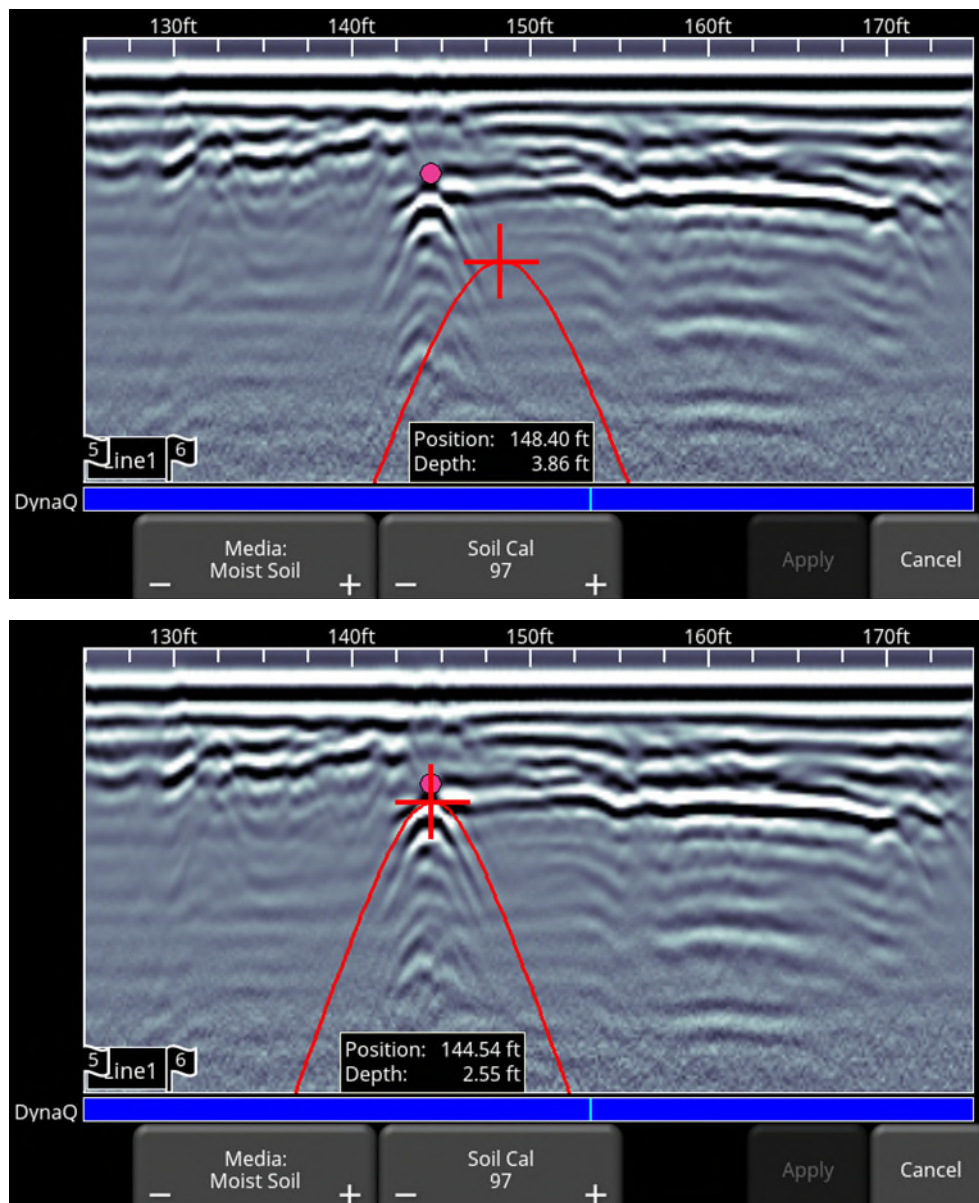 130ft 140ft 150ft 160ft 170ft
Position: 148.40 ft
Depth: 3.86 ft
5 Line1 6
DynaQ
Media: Soil Cal
Moist Soil 97 Apply Cancel
− + − +
130ft 140ft 150ft 160ft 170ft
Position: 144.54 ft
Depth: 2.55 ft
5 Line1 6
DynaQ
Media: Soil Cal
Moist Soil 97 Apply Cancel
− + − +